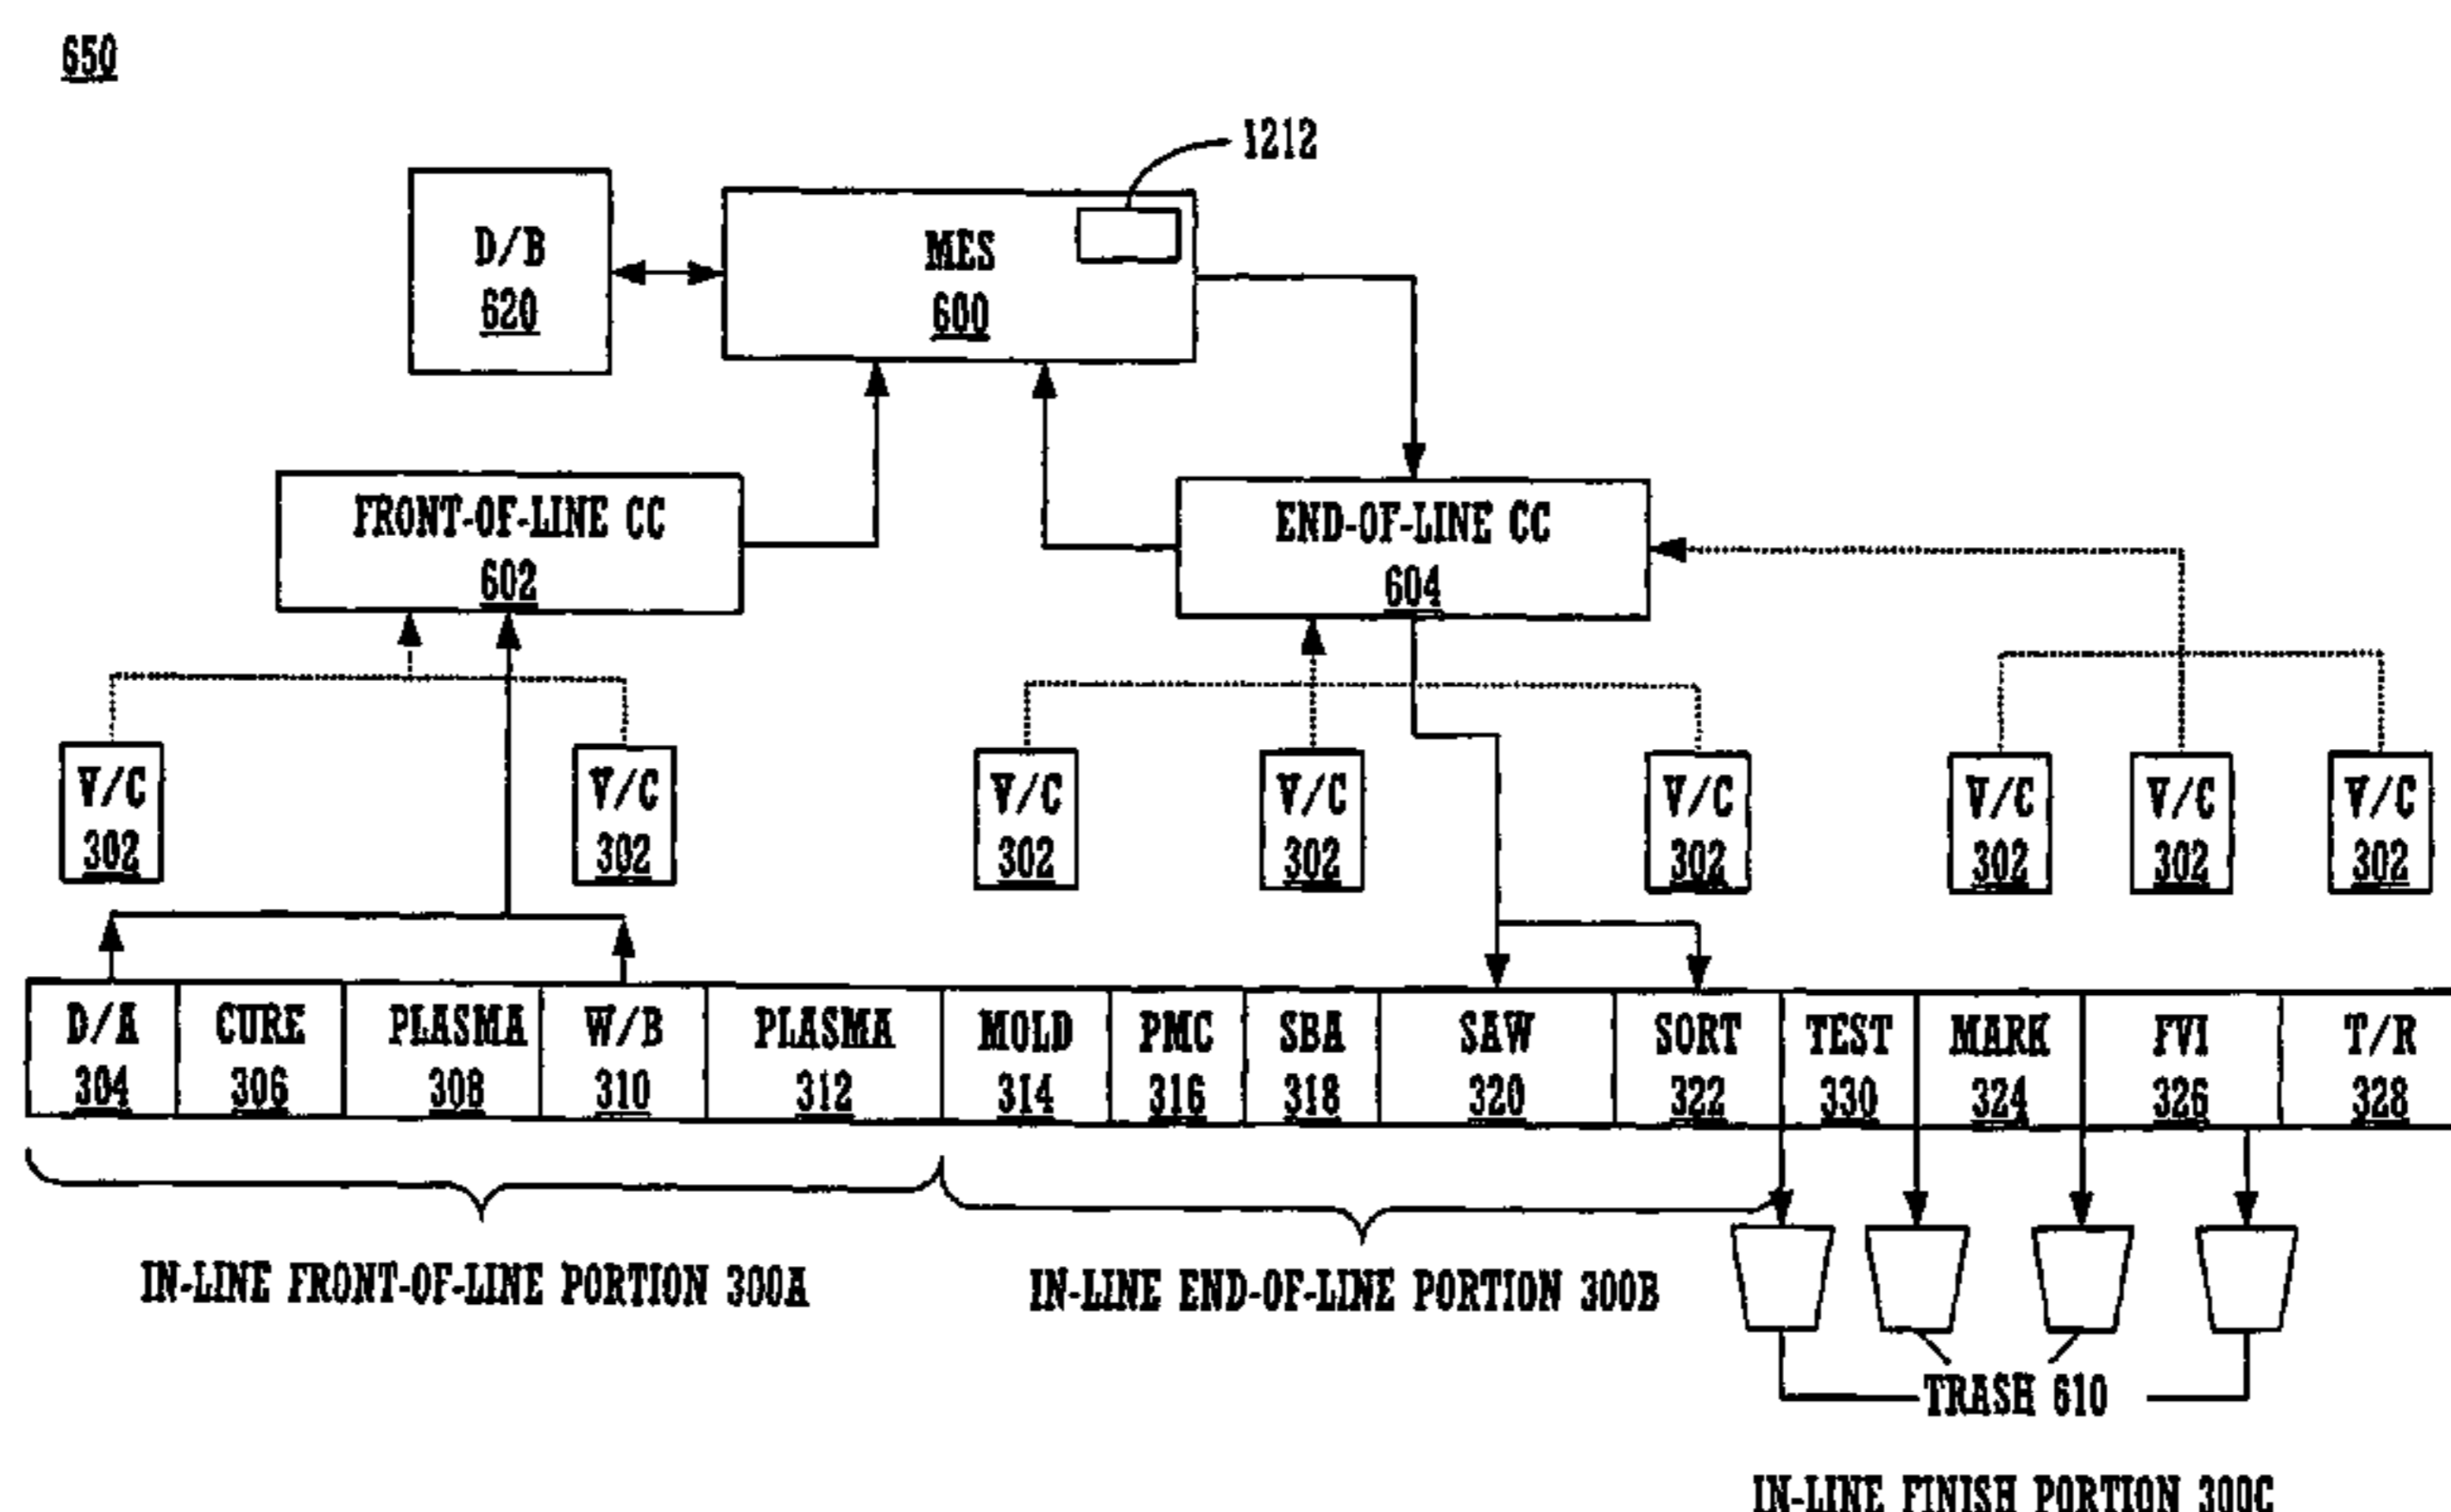 650
1212
D/B
620
MES
600
FRONT-OF-LINE CC
602
END-OF-LINE CC
604
V/C
302
V/C
302
V/C
302
V/C
302
V/C
302
V/C
302
V/C
302
V/C
302
D/A
304
CURE
306
PLASMA
308
W/B
310
PLASMA
312
MOLD
314
PMC
316
SBA
318
SAW
320
SORT
322
TEST
330
MARK
324
FVI
326
T/R
328
IN-LINE FRONT-OF-LINE PORTION 300A
IN-LINE END-OF-LINE PORTION 300B
TRASH 610
IN-LINE FINISH PORTION 300C